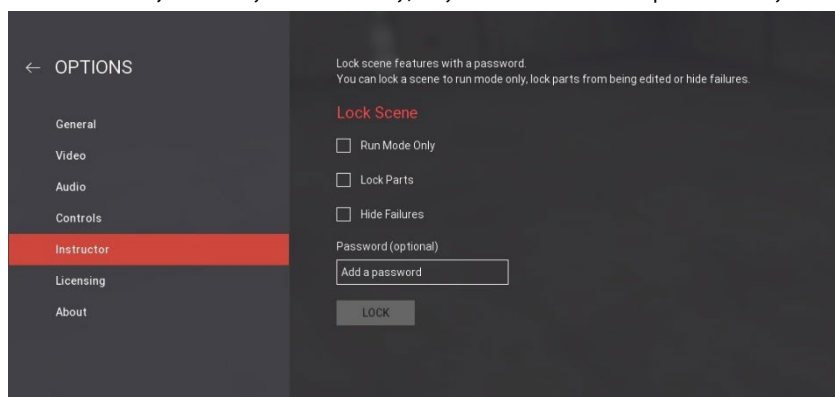 ← OPTIONS
General
Video
Audio
Controls
Instructor
Licensing
About
Lock scene features with a password.
You can lock a scene to run mode only, lock parts from being edited or hide failures.
Lock Scene
Run Mode Only
Lock Parts
Hide Failures
Password (optional)
Add a password
LOCK